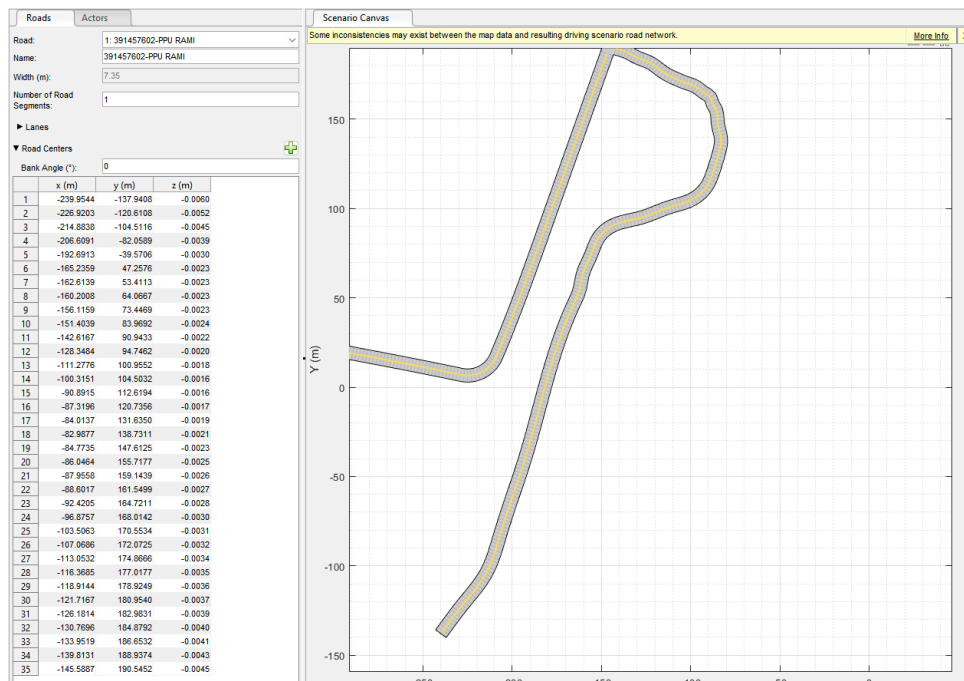 Roads
Actors
Road:
1: 391457602-PPU RAMI
Name:
391457602-PPU RAMI
Width (m):
7.35
Number of Road
Segments:
1
Lanes
Road Centers
Bank Angle (°):
0
x (m) y (m) z (m)
1 -239.9544 -137.9408 -0.0060
2 -226.9203 -120.6108 -0.0052
3 -214.8838 -104.5116 -0.0045
4 -206.6091 -82.0589 -0.0039
5 -192.6913 -39.5706 -0.0030
6 -165.2359 47.2576 -0.0023
7 -162.6139 53.4113 -0.0023
8 -160.2008 64.0667 -0.0023
9 -156.1159 73.4469 -0.0023
10 -151.4039 83.9692 -0.0024
11 -142.6167 90.9433 -0.0022
12 -128.3484 94.7462 -0.0020
13 -111.2776 100.9552 -0.0018
14 -100.3151 104.5032 -0.0016
15 -90.8915 112.6194 -0.0016
16 -87.3196 120.7356 -0.0017
17 -84.0137 131.6350 -0.0019
18 -82.9877 138.7311 -0.0021
19 -84.7735 147.6125 -0.0023
20 -86.0464 155.7177 -0.0025
21 -87.9558 159.1439 -0.0026
22 -88.6017 161.5499 -0.0027
23 -92.4205 164.7211 -0.0028
24 -96.8757 168.0142 -0.0030
25 -103.5063 170.5534 -0.0031
26 -107.0686 172.0725 -0.0032
27 -113.0532 174.8666 -0.0034
28 -116.3685 177.0177 -0.0035
29 -118.9144 178.9249 -0.0036
30 -121.7167 180.9540 -0.0037
31 -126.1814 182.9831 -0.0039
32 -130.7696 184.8792 -0.0040
33 -133.9519 186.6532 -0.0041
34 -139.8131 188.9374 -0.0043
35 -145.5887 190.5452 -0.0045
Scenario Canvas
Some inconsistencies may exist between the map data and resulting driving scenario road network.
More Info
150
100
50
0
-50
-100
-150
Y (m)